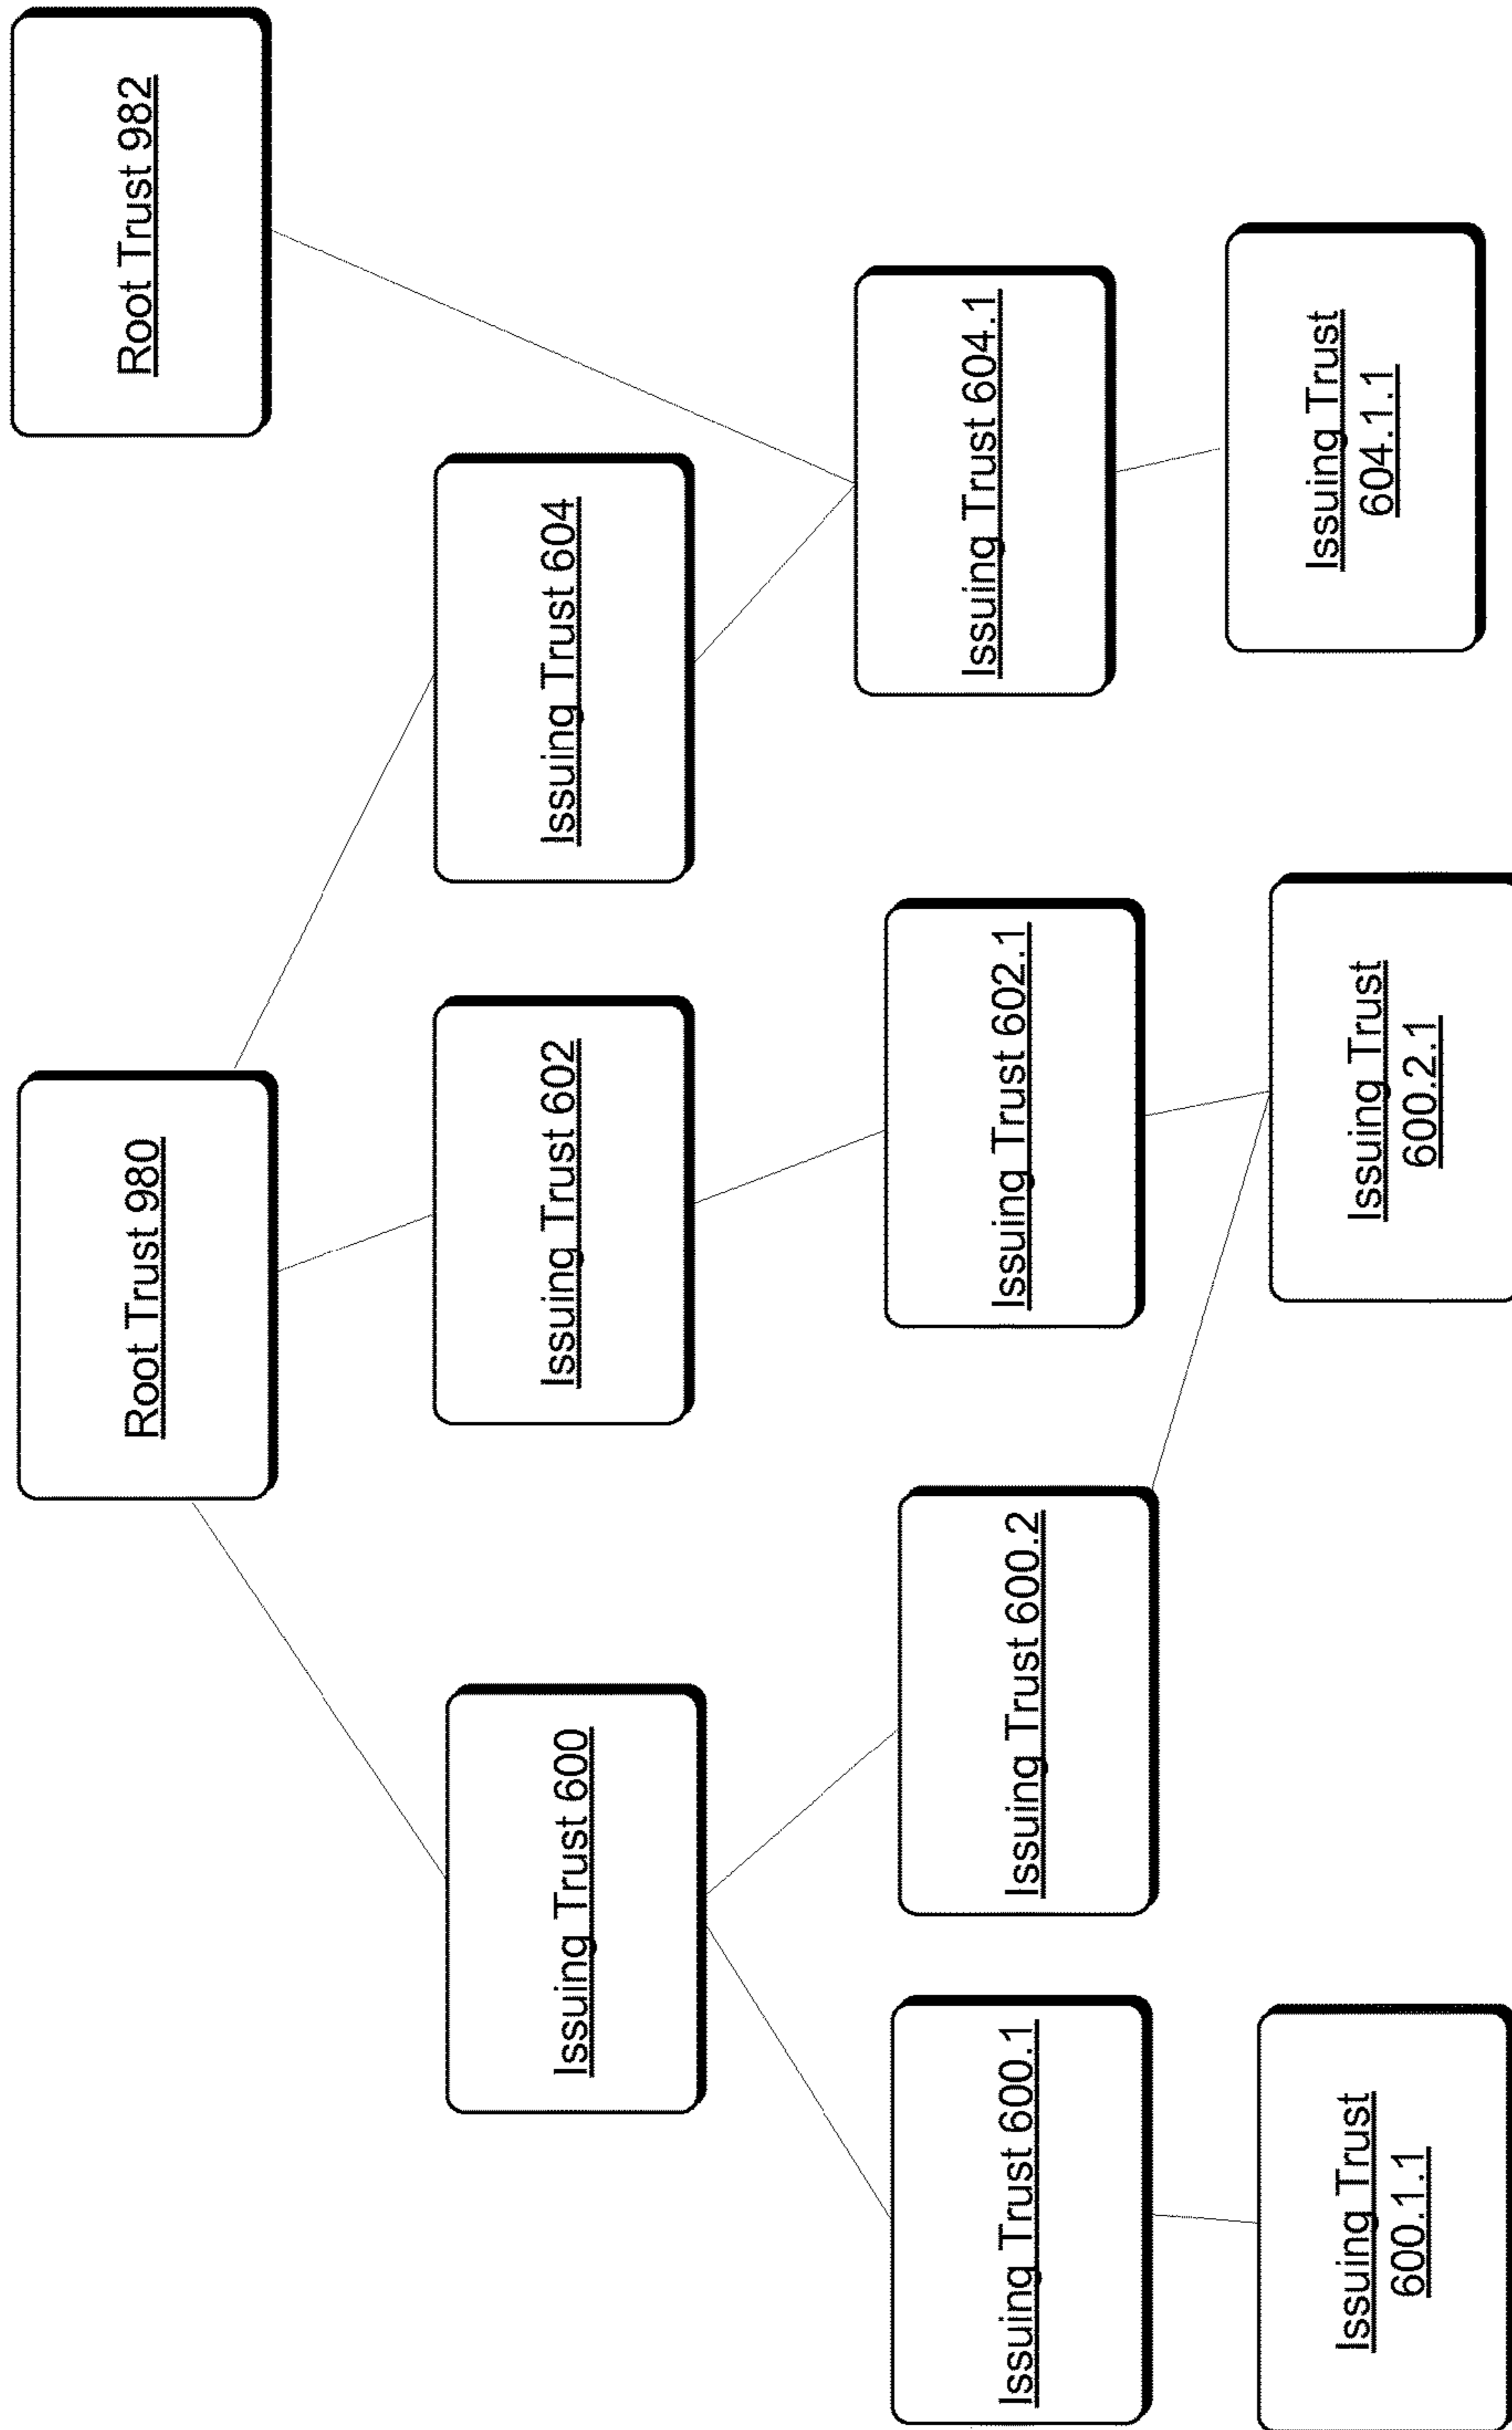 Root Trust 980
Root Trust 982
Issuing Trust 600
Issuing Trust 602
Issuing Trust 604
Issuing Trust 600.1
Issuing Trust 600.2
Issuing Trust 602.1
Issuing Trust 604.1
Issuing Trust
600.1.1
Issuing Trust
600.2.1
Issuing Trust
604.1.1